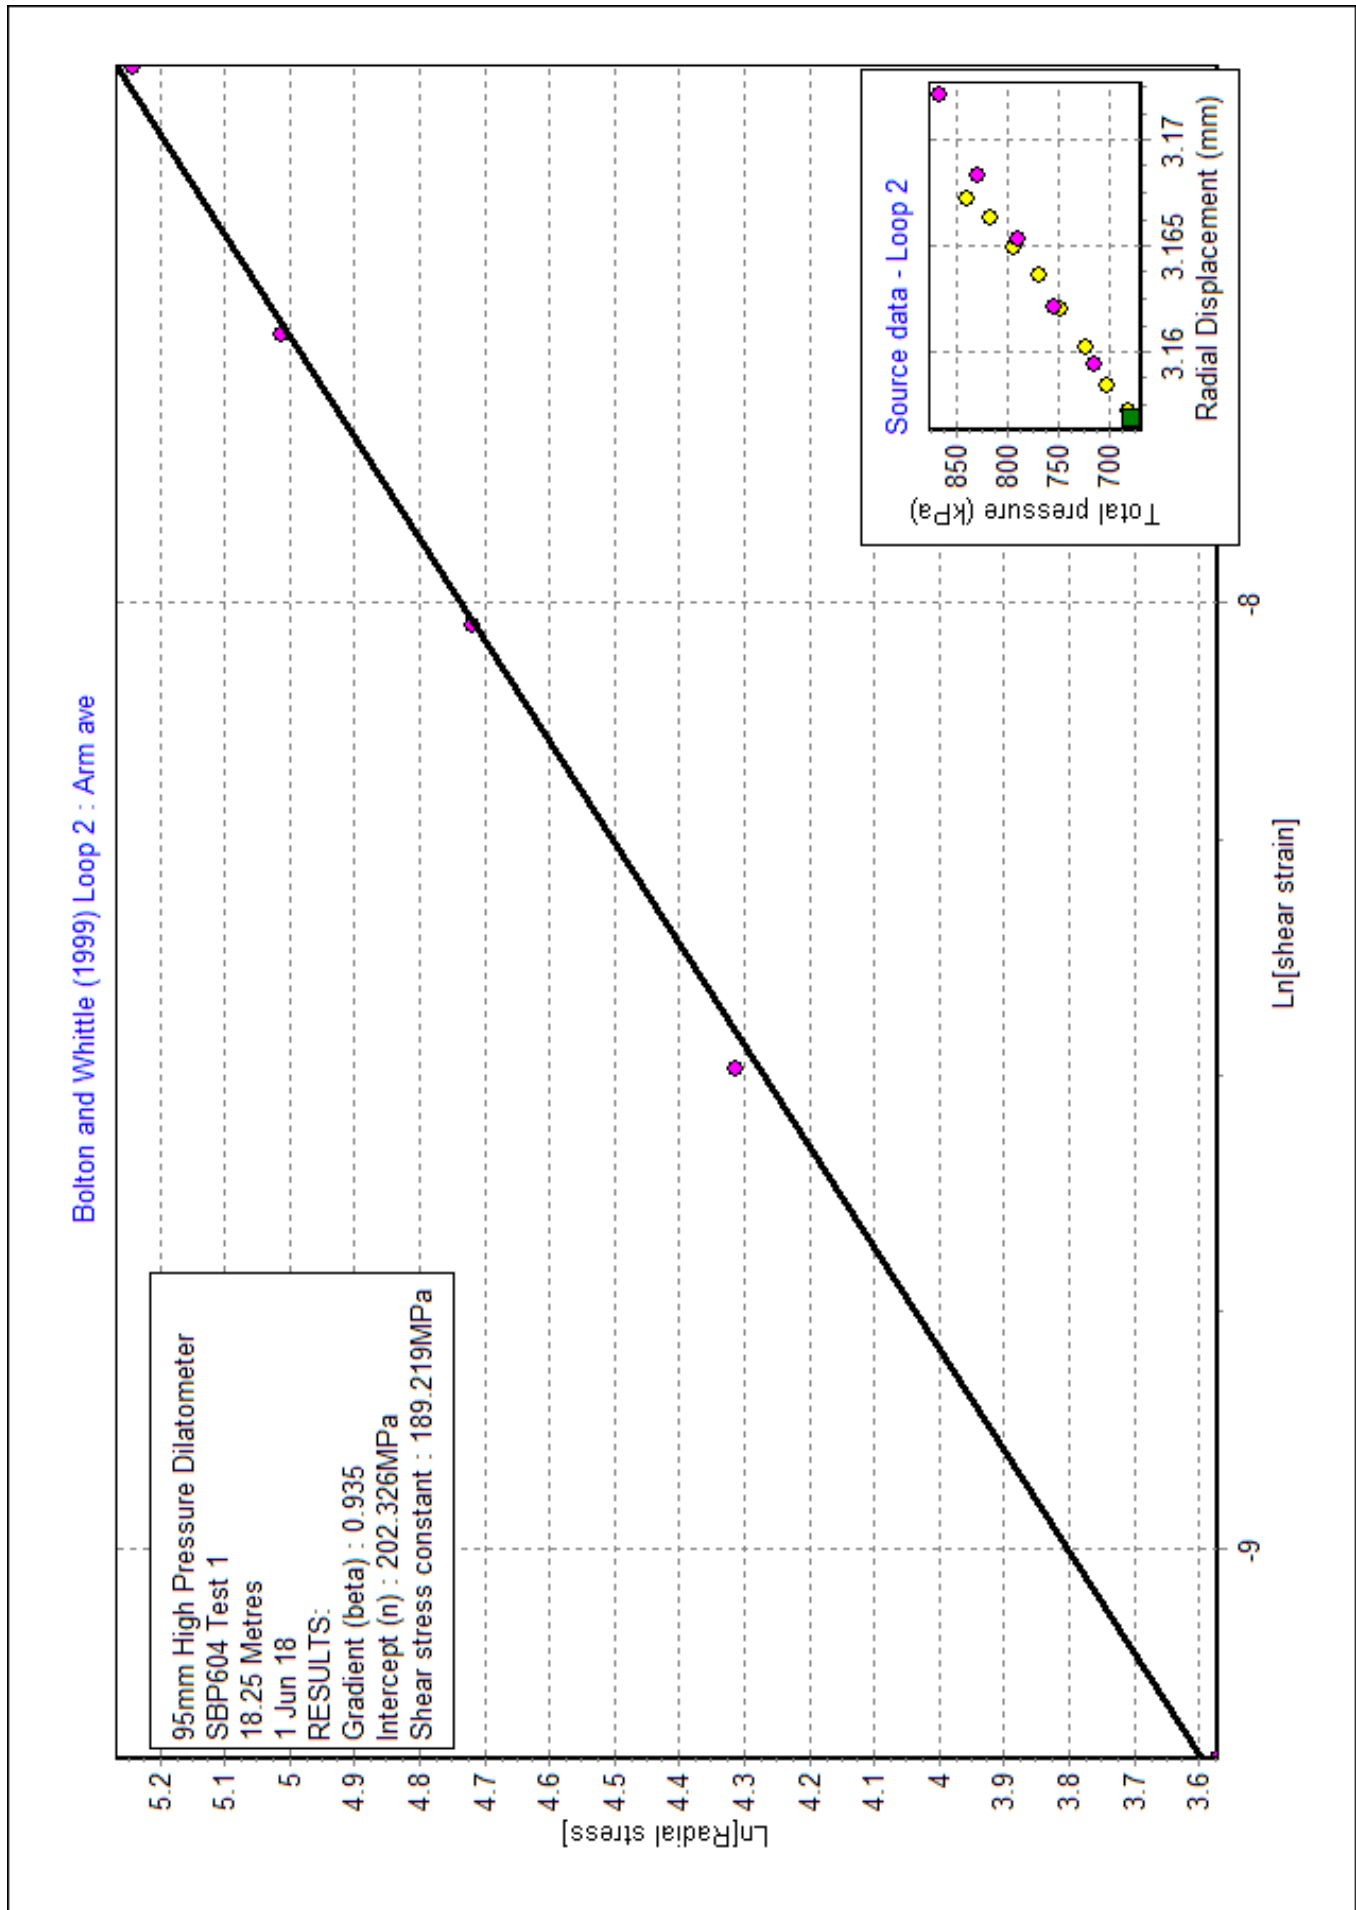 Bolton and Whittle (1999) Loop 2 : Arm ave
95mm High Pressure Dilatometer
SBP604 Test 1
18.25 Metres
1 Jun 18
RESULTS:
Gradient (beta) : 0.935
Intercept (n) : 202.326MPa
Shear stress constant : 189.219MPa
Ln[Radial stress]
5.2
5.1
5
4.9
4.8
4.7
4.6
4.5
4.4
4.3
4.2
4.1
4
3.9
3.8
3.7
3.6
-9
-8
Ln[shear strain]
Source data - Loop 2
Total pressure (kPa)
850
800
750
700
3.16
3.165
3.17
Radial Displacement (mm)